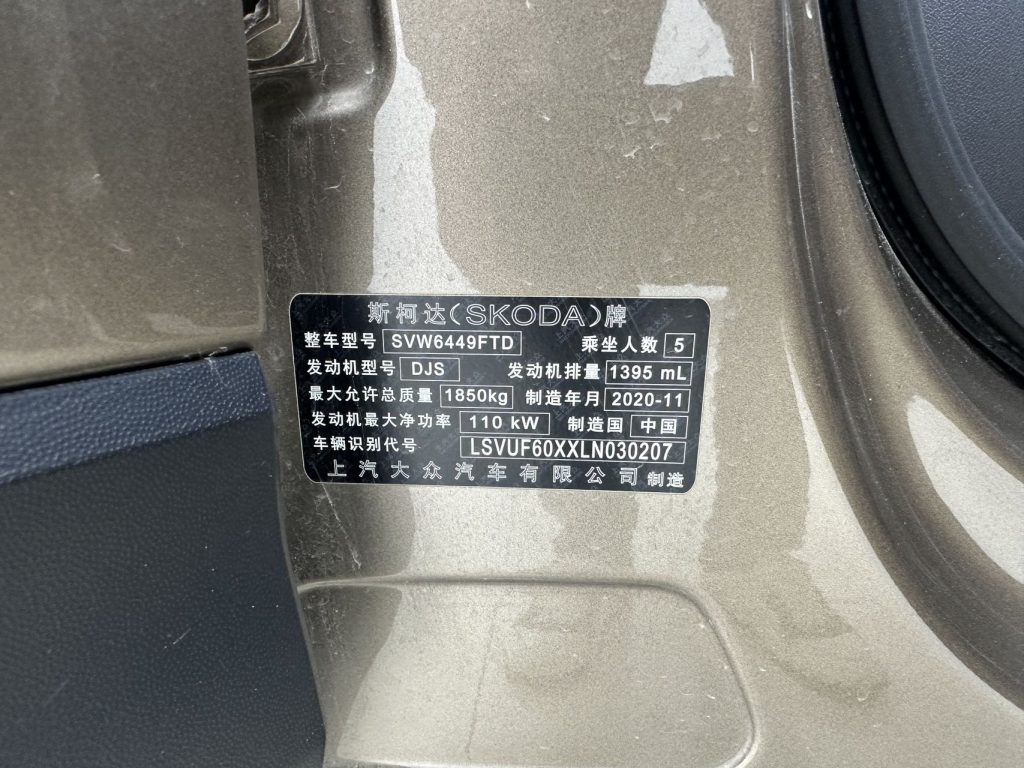 斯柯达(SKODA)牌
整车型号 SVW6449FTD 乘坐人数 5
发动机型号 DJS 发动机排量 1395 mL
最大允许总质量 1850kg 制造年月 2020-11
发动机最大净功率 110 kW 制造国 中国
车辆识别代号 LSVUF60XXLN030207
上汽大众汽车有限公司 制造